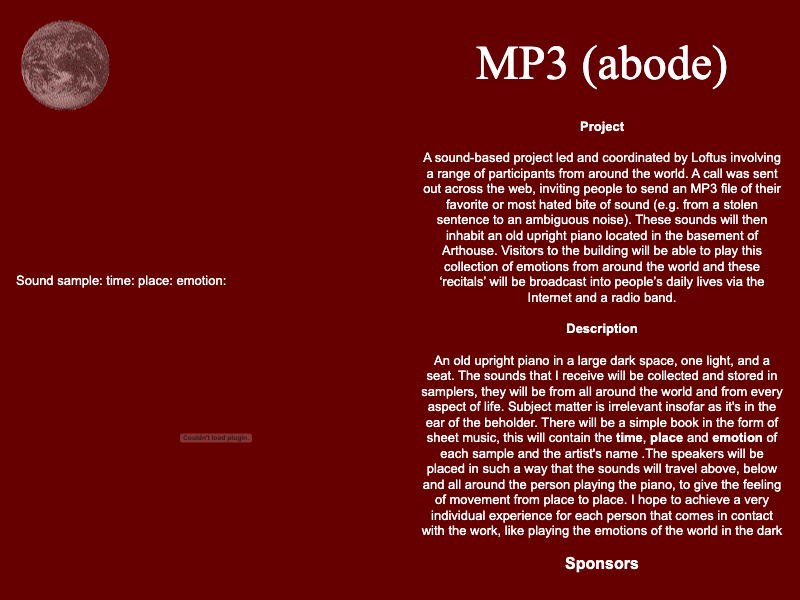 MP3 (abode)
Project
A sound-based project led and coordinated by Loftus involving
a range of participants from around the world. A call was sent
out across the web, inviting people to send an MP3 file of their
favorite or most hated bite of sound (e.g. from a stolen
sentence to an ambiguous noise). These sounds will then
inhabit an old upright piano located in the basement of
Arthouse. Visitors to the building will be able to play this
collection of emotions from around the world and these
‘recitals’ will be broadcast into people’s daily lives via the
Internet and a radio band.
Description
An old upright piano in a large dark space, one light, and a
seat. The sounds that I receive will be collected and stored in
samplers, they will be from all around the world and from every
aspect of life. Subject matter is irrelevant insofar as it's in the
ear of the beholder. There will be a simple book in the form of
sheet music, this will contain the time, place and emotion of
each sample and the artist's name .The speakers will be
placed in such a way that the sounds will travel above, below
and all around the person playing the piano, to give the feeling
of movement from place to place. I hope to achieve a very
individual experience for each person that comes in contact
with the work, like playing the emotions of the world in the dark
Sponsors
Sound sample: time: place: emotion:
Couldn't load plugin.